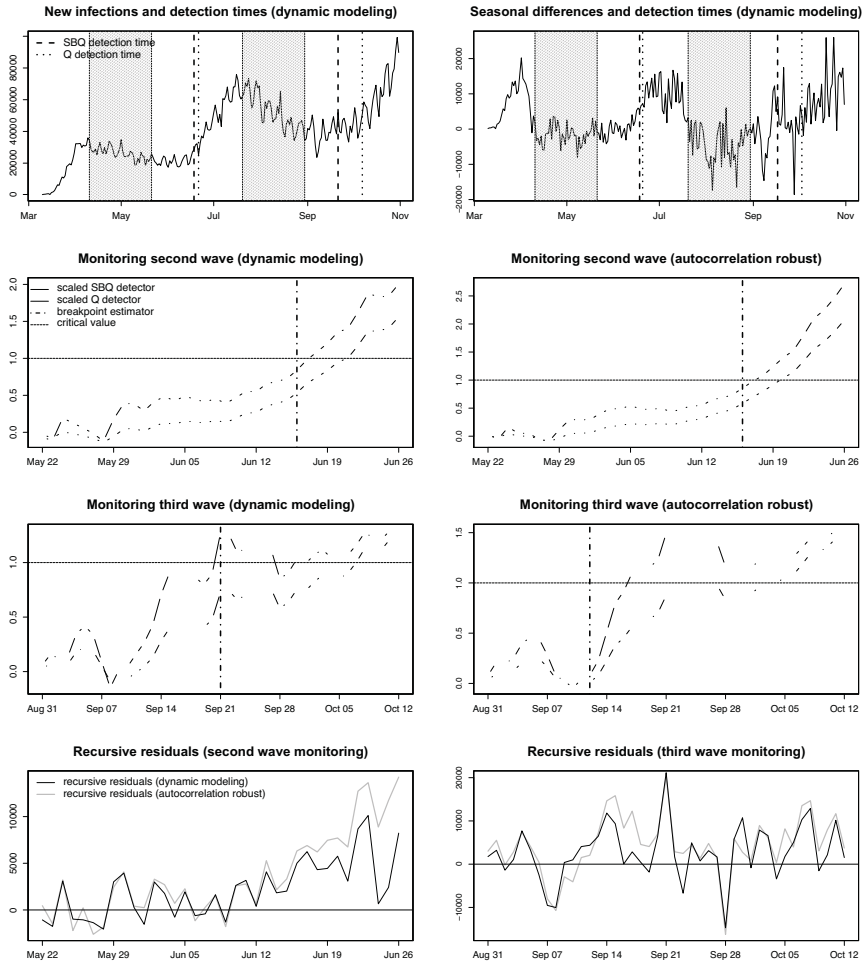 New infections and detection times (dynamic modeling)
SBQ detection time
Q detection time
0
20000
40000
60000
80000
Mar
May
Jul
Sep
Nov
Seasonal differences and detection times (dynamic modeling)
−20000
−10000
0
10000
20000
Mar
May
Jul
Sep
Nov
Monitoring second wave (dynamic modeling)
scaled SBQ detector
scaled Q detector
breakpoint estimator
critical value
0.0
0.5
1.0
1.5
2.0
May 22
May 29
Jun 05
Jun 12
Jun 19
Jun 26
Monitoring second wave (autocorrelation robust)
0.0
0.5
1.0
1.5
2.0
2.5
May 22
May 29
Jun 05
Jun 12
Jun 19
Jun 26
Monitoring third wave (dynamic modeling)
0.0
0.5
1.0
Aug 31
Sep 07
Sep 14
Sep 21
Sep 28
Oct 05
Oct 12
Monitoring third wave (autocorrelation robust)
0.0
0.5
1.0
1.5
Aug 31
Sep 07
Sep 14
Sep 21
Sep 28
Oct 05
Oct 12
Recursive residuals (second wave monitoring)
recursive residuals (dynamic modeling)
recursive residuals (autocorrelation robust)
0
5000
10000
May 22
May 29
Jun 05
Jun 12
Jun 19
Jun 26
Recursive residuals (third wave monitoring)
−10000
0
10000
20000
Aug 31
Sep 07
Sep 14
Sep 21
Sep 28
Oct 05
Oct 12